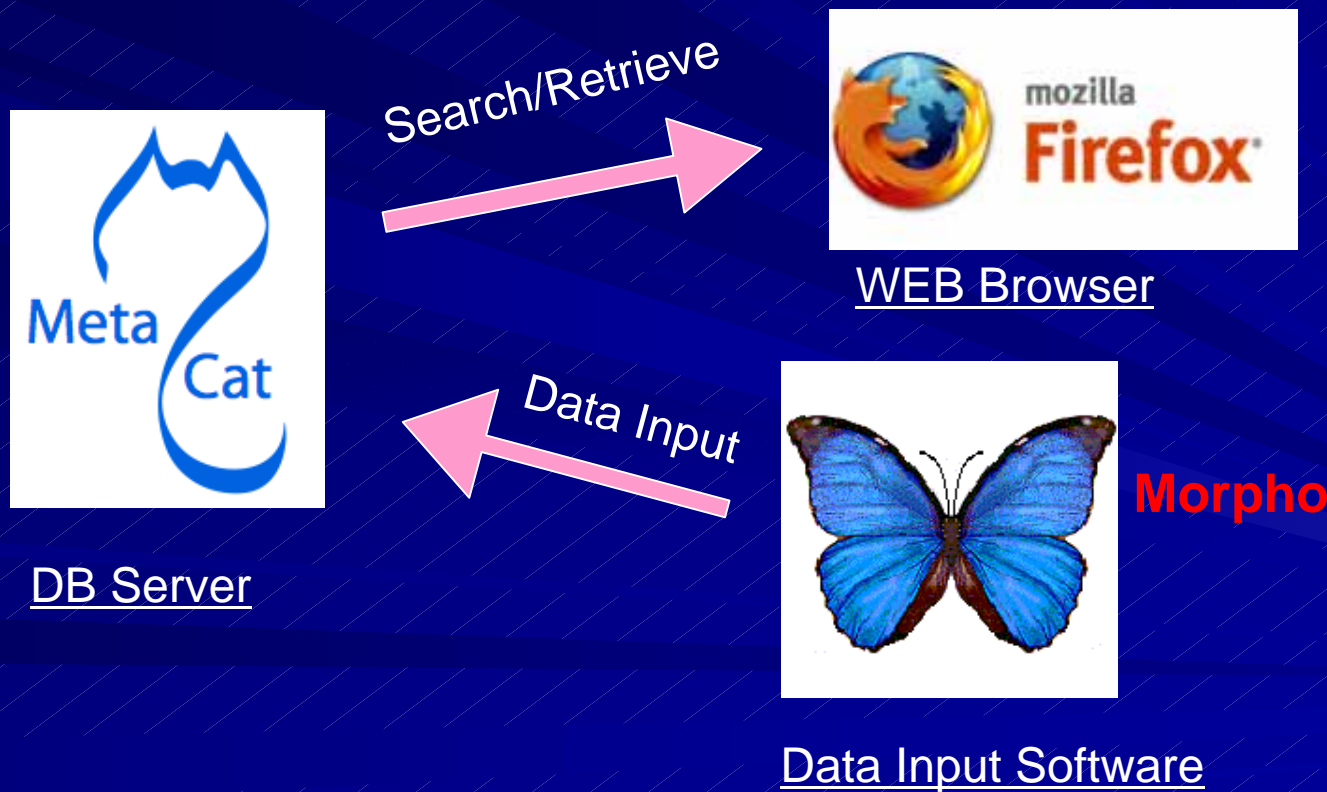 Search/Retrieve
mozilla
Firefox
WEB Browser
Meta
Cat
DB Server
Data Input
Morpho
Data Input Software